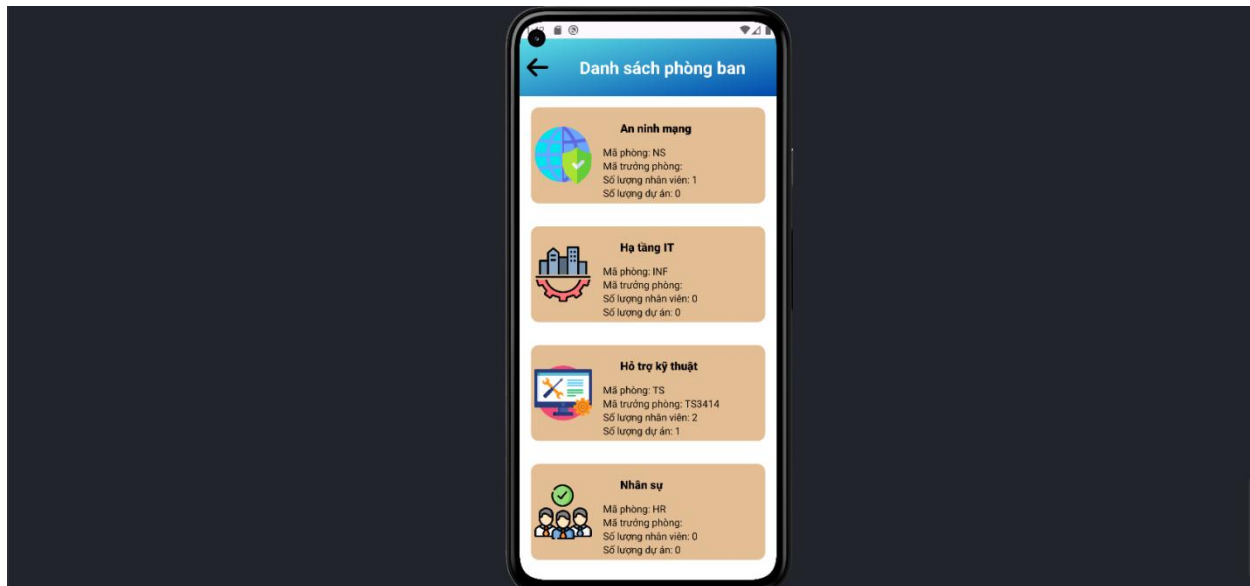 Danh sách phòng ban
An ninh mạng
Mã phòng: NS
Mã trưởng phòng:
Số lượng nhân viên: 1
Số lượng dự án: 0
Hạ tầng IT
Mã phòng: INF
Mã trưởng phòng:
Số lượng nhân viên: 0
Số lượng dự án: 0
Hỗ trợ kỹ thuật
Mã phòng: TS
Mã trưởng phòng: TS3414
Số lượng nhân viên: 2
Số lượng dự án: 1
Nhân sự
Mã phòng: HR
Mã trưởng phòng:
Số lượng nhân viên: 0
Số lượng dự án: 0